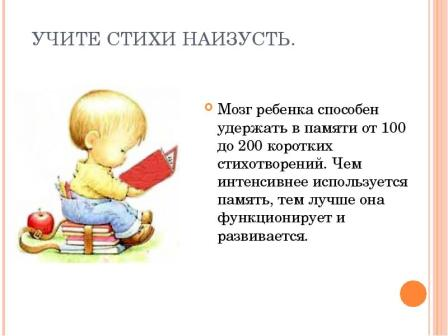 УЧИТЕ СТИХИ НАИЗУСТЬ.
Мозг ребенка способен
удержать в памяти от 100
до 200 коротких
стихотворений. Чем
интенсивнее используется
память, тем лучше она
функционирует и
развивается.